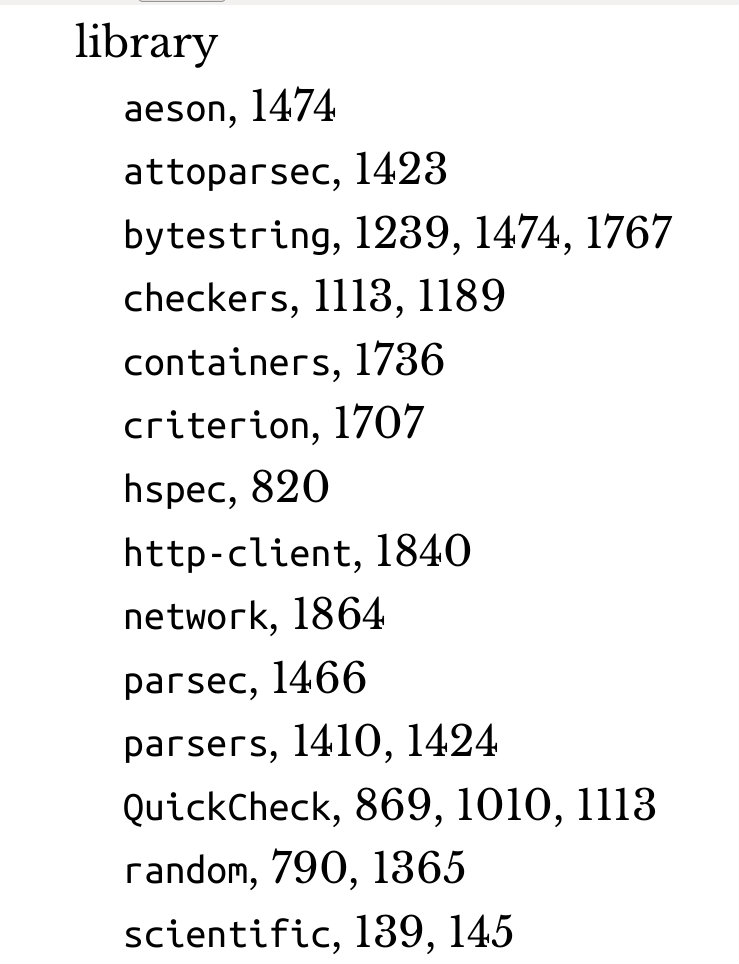 library
aeson, 1474
attoparsec, 1423
bytestring, 1239, 1474, 1767
checkers, 1113, 1189
containers, 1736
criterion, 1707
hspec, 820
http-client, 1840
network, 1864
parsec, 1466
parsers, 1410, 1424
QuickCheck, 869, 1010, 1113
random, 790, 1365
scientific, 139, 145